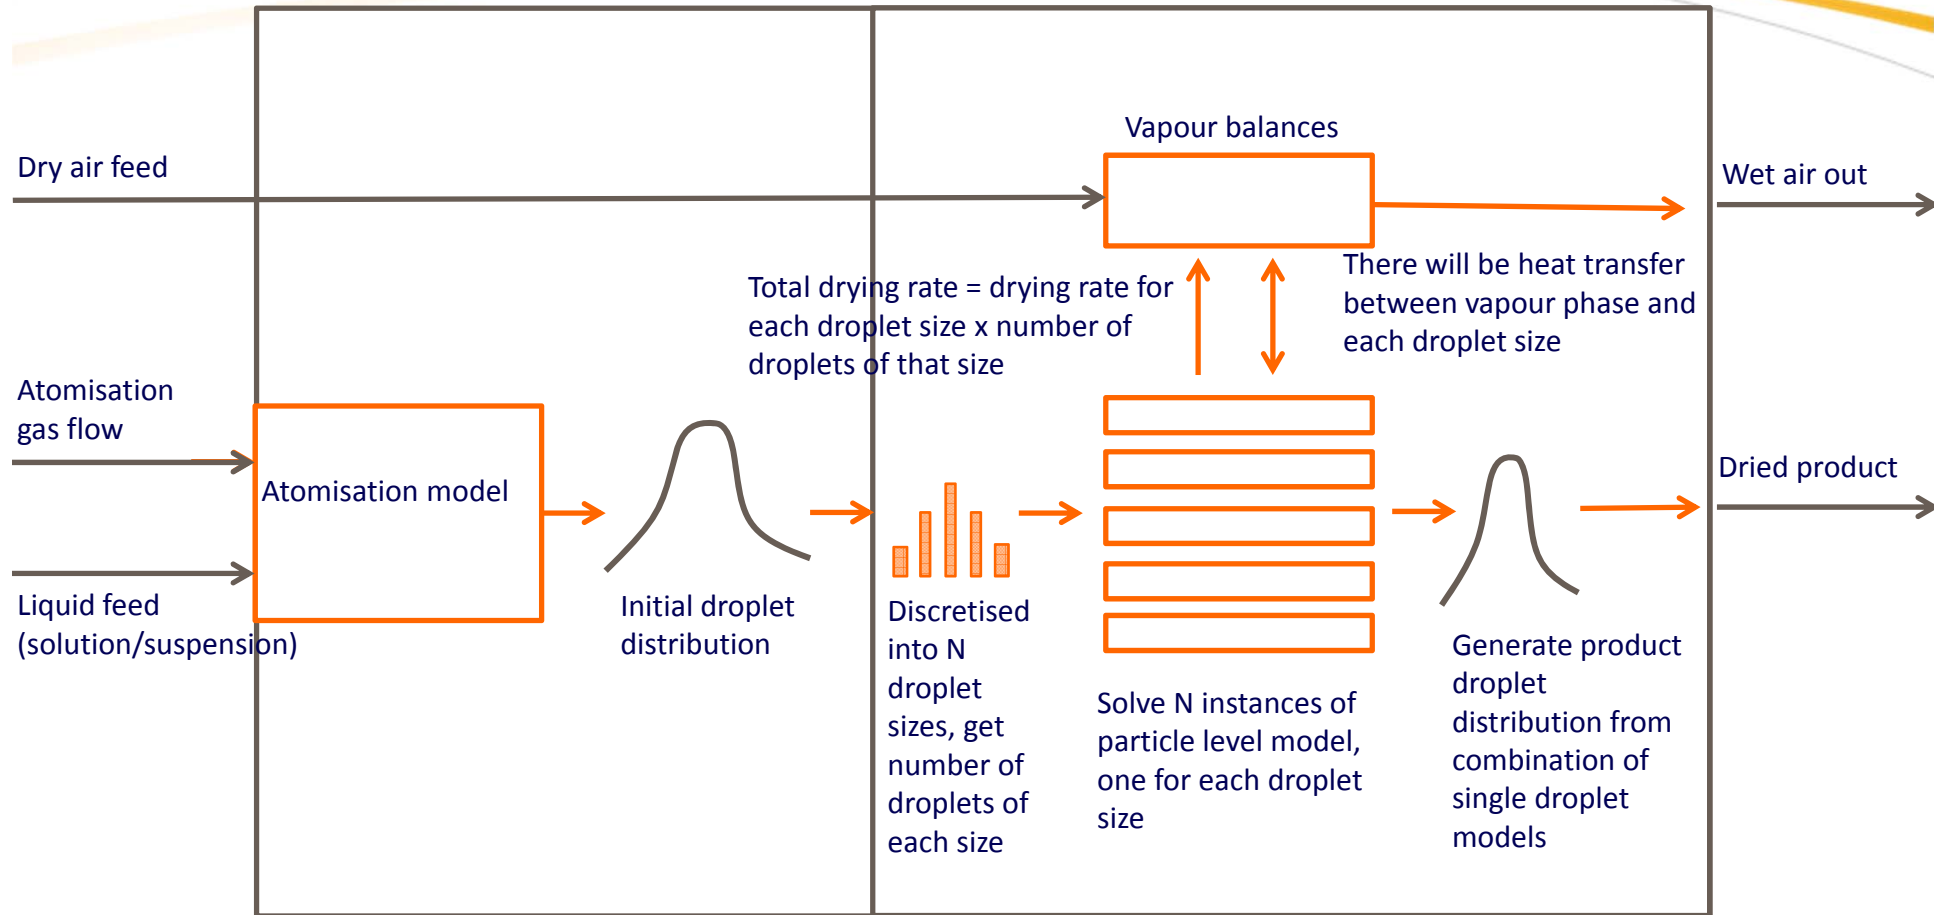 Vapour balances
Dry air feed
Wet air out
There will be heat transfer
between vapour phase and
each droplet size
Total drying rate = drying rate for
each droplet size x number of
droplets of that size
Atomisation
gas flow
Atomisation model
Dried product
Liquid feed
(solution/suspension)
Initial droplet
distribution
Discretised
into N
droplet
sizes, get
number of
droplets of
each size
Solve N instances of
particle level model,
one for each droplet
size
Generate product
droplet
distribution from
combination of
single droplet
models